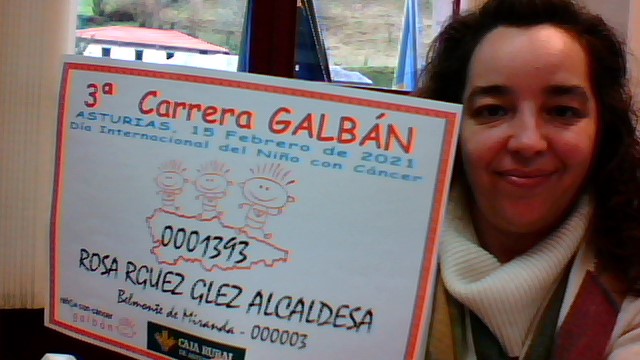 3ª Carrera GALBÁN
ASTURIAS, 15 Febrero de 2021
Día Internacional del Niño con Cáncer
0001393
ROSA RGUEZ GLEZ ALCALDESA
Belmonte de Miranda - 000003
galbán
CAJA RURAL